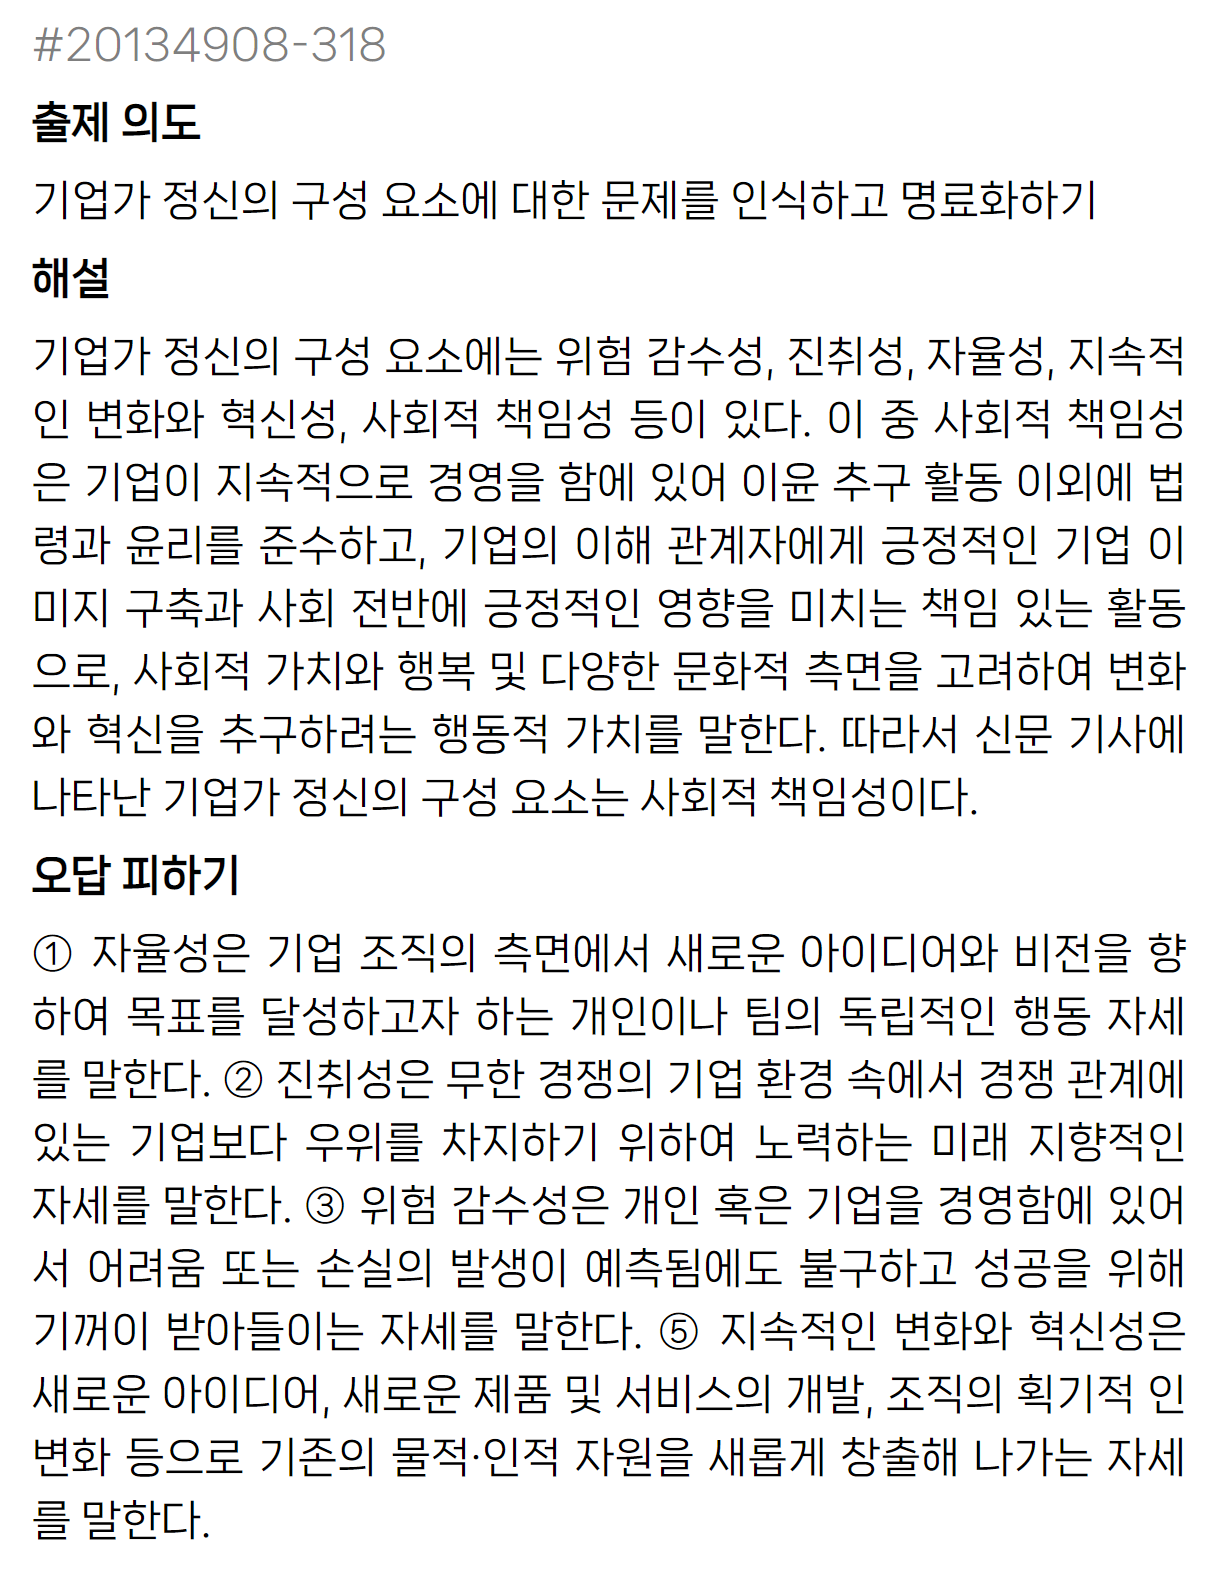 #20134908-318
출제 의도
기업가 정신의 구성 요소에 대한 문제를 인식하고 명료화하기
해설
기업가 정신의 구성 요소에는 위험 감수성, 진취성, 자율성, 지속적
인 변화와 혁신성, 사회적 책임성 등이 있다. 이 중 사회적 책임성
은 기업이 지속적으로 경영을 함에 있어 이윤 추구 활동 이외에 법
령과 윤리를 준수하고, 기업의 이해 관계자에게 긍정적인 기업 이
미지 구축과 사회 전반에 긍정적인 영향을 미치는 책임 있는 활동
으로, 사회적 가치와 행복 및 다양한 문화적 측면을 고려하여 변화
와 혁신을 추구하려는 행동적 가치를 말한다. 따라서 신문 기사에
나타난 기업가 정신의 구성 요소는 사회적 책임성이다.
오답 피하기
① 자율성은 기업 조직의 측면에서 새로운 아이디어와 비전을 향
하여 목표를 달성하고자 하는 개인이나 팀의 독립적인 행동 자세
를 말한다. ② 진취성은 무한 경쟁의 기업 환경 속에서 경쟁 관계에
있는 기업보다 우위를 차지하기 위하여 노력하는 미래 지향적인
자세를 말한다. ③ 위험 감수성은 개인 혹은 기업을 경영함에 있어
서 어려움 또는 손실의 발생이 예측됨에도 불구하고 성공을 위해
기꺼이 받아들이는 자세를 말한다. ⑤ 지속적인 변화와 혁신성은
새로운 아이디어, 새로운 제품 및 서비스의 개발, 조직의 획기적 인
변화 등으로 기존의 물적·인적 자원을 새롭게 창출해 나가는 자세
를 말한다.